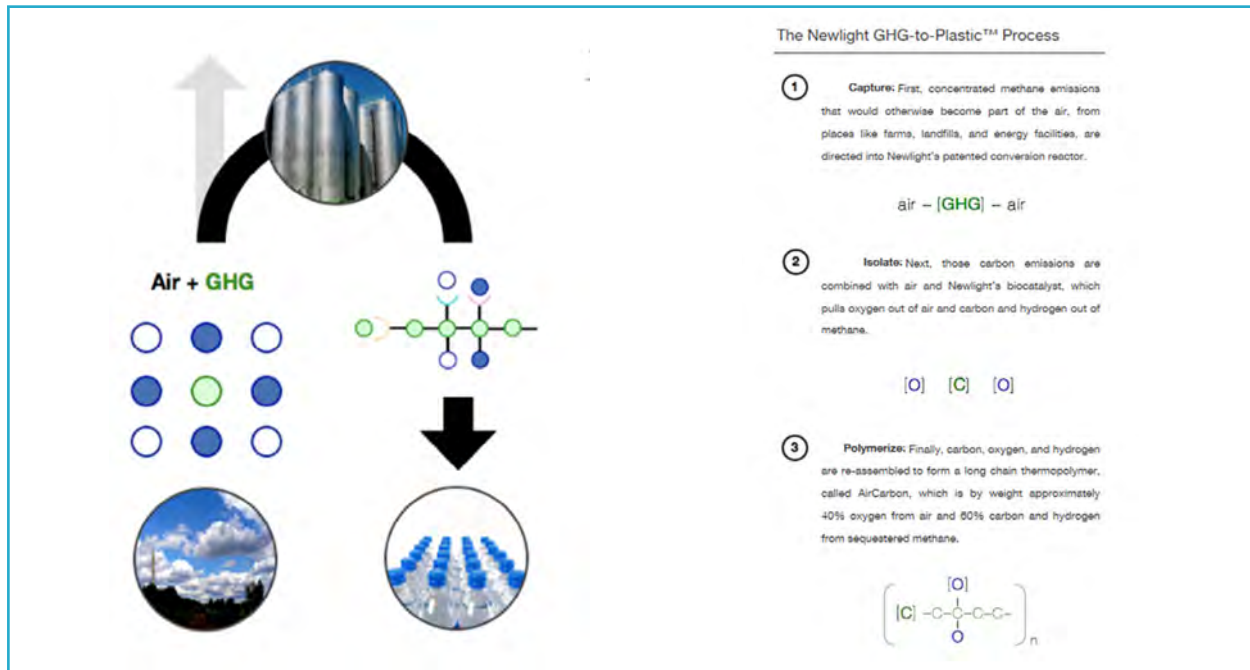 Air + GHG
The Newlight GHG-to-Plastic™ Process
1
Capture: First, concentrated methane emissions
that would otherwise become part of the air, from
places like farms, landfills, and energy facilities, are
directed into Newlight's patented conversion reactor.
air – [GHG] – air
2
Isolate: Next, those carbon emissions are
combined with air and Newlight's biocatalyst, which
pulls oxygen out of air and carbon and hydrogen out of
methane.
[O] [C] [O]
3
Polymerize: Finally, carbon, oxygen, and hydrogen
are re-assembled to form a long chain thermopolymer,
called AirCarbon, which is by weight approximately
40% oxygen from air and 60% carbon and hydrogen
from sequestered methane.
[O]
[C] -C-C-C-C-
O
n